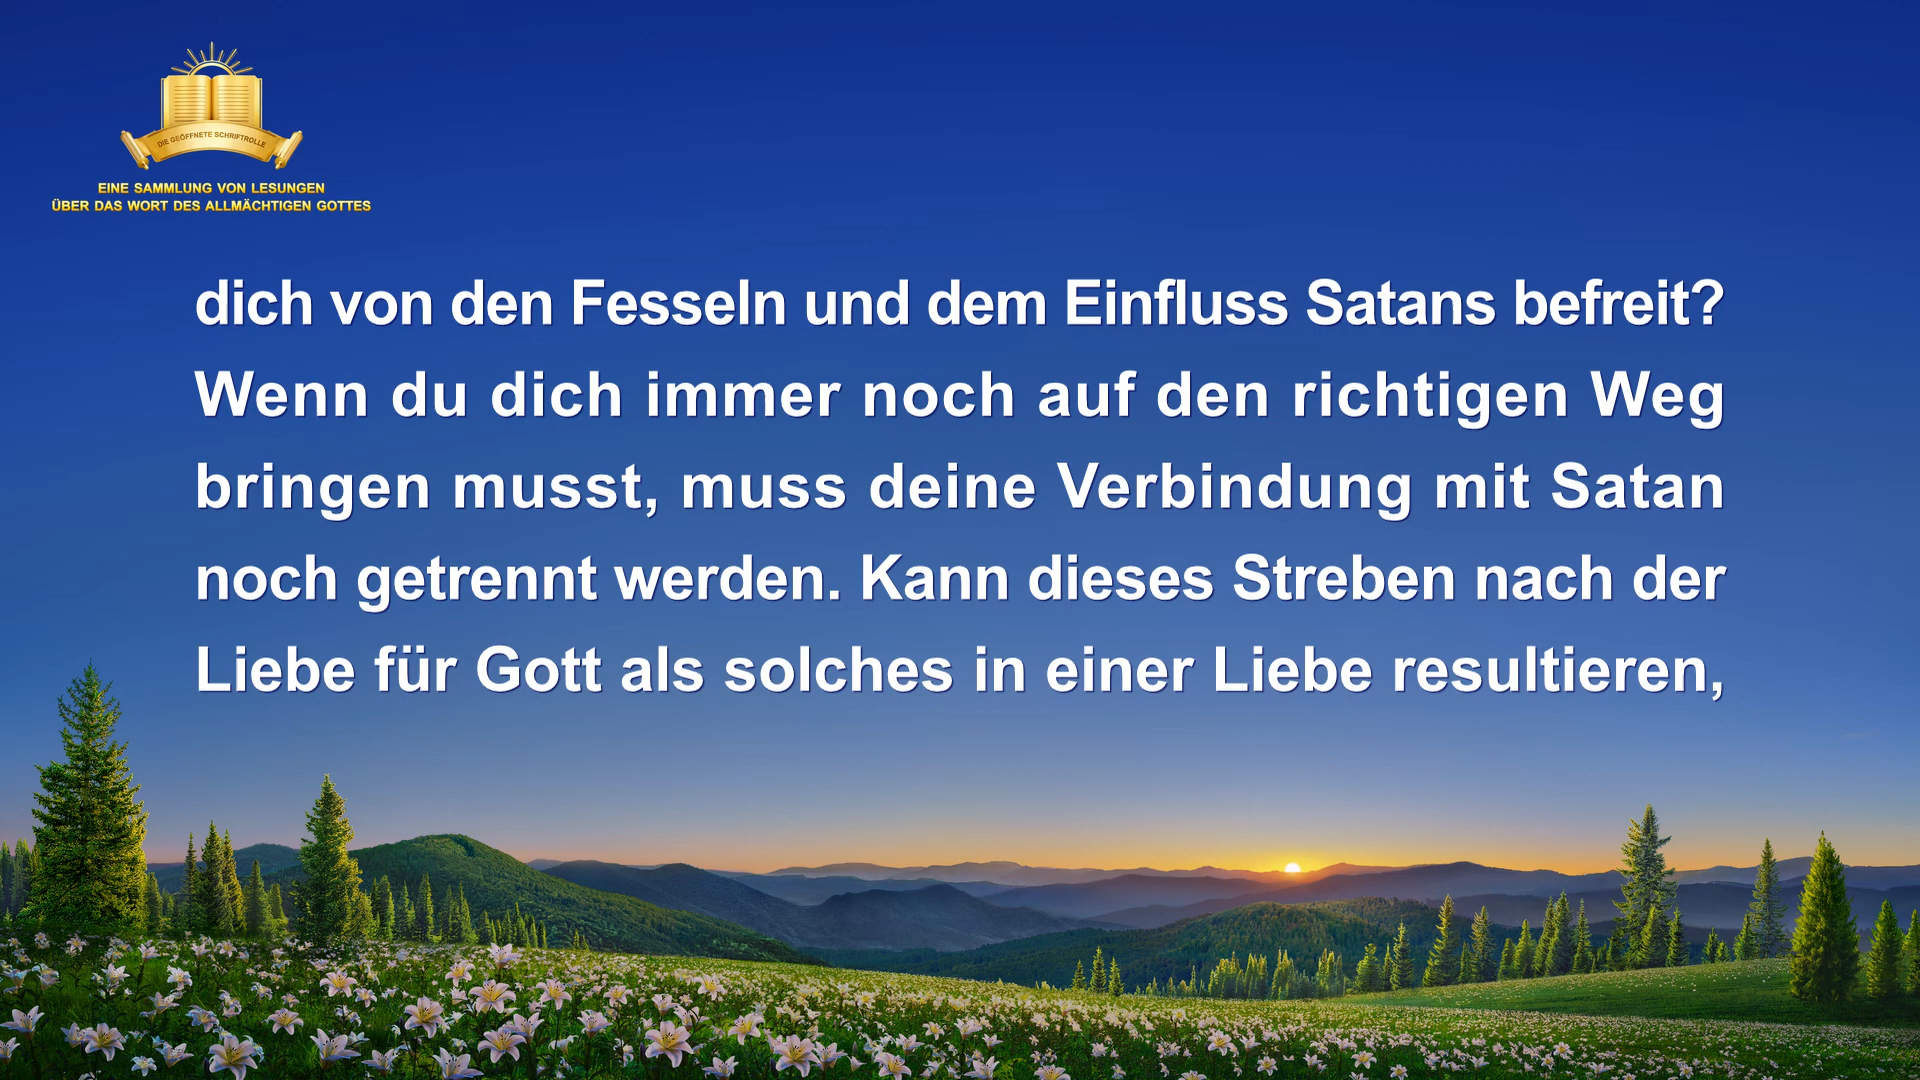 DIE GEÖFFNETE SCHRIFTROLLE
EINE SAMMLUNG VON LESUNGEN
ÜBER DAS WORT DES ALLMÄCHTIGEN GOTTES
dich von den Fesseln und dem Einfluss Satans befreit?
Wenn du dich immer noch auf den richtigen Weg
bringen musst, muss deine Verbindung mit Satan
noch getrennt werden. Kann dieses Streben nach der
Liebe für Gott als solches in einer Liebe resultieren,